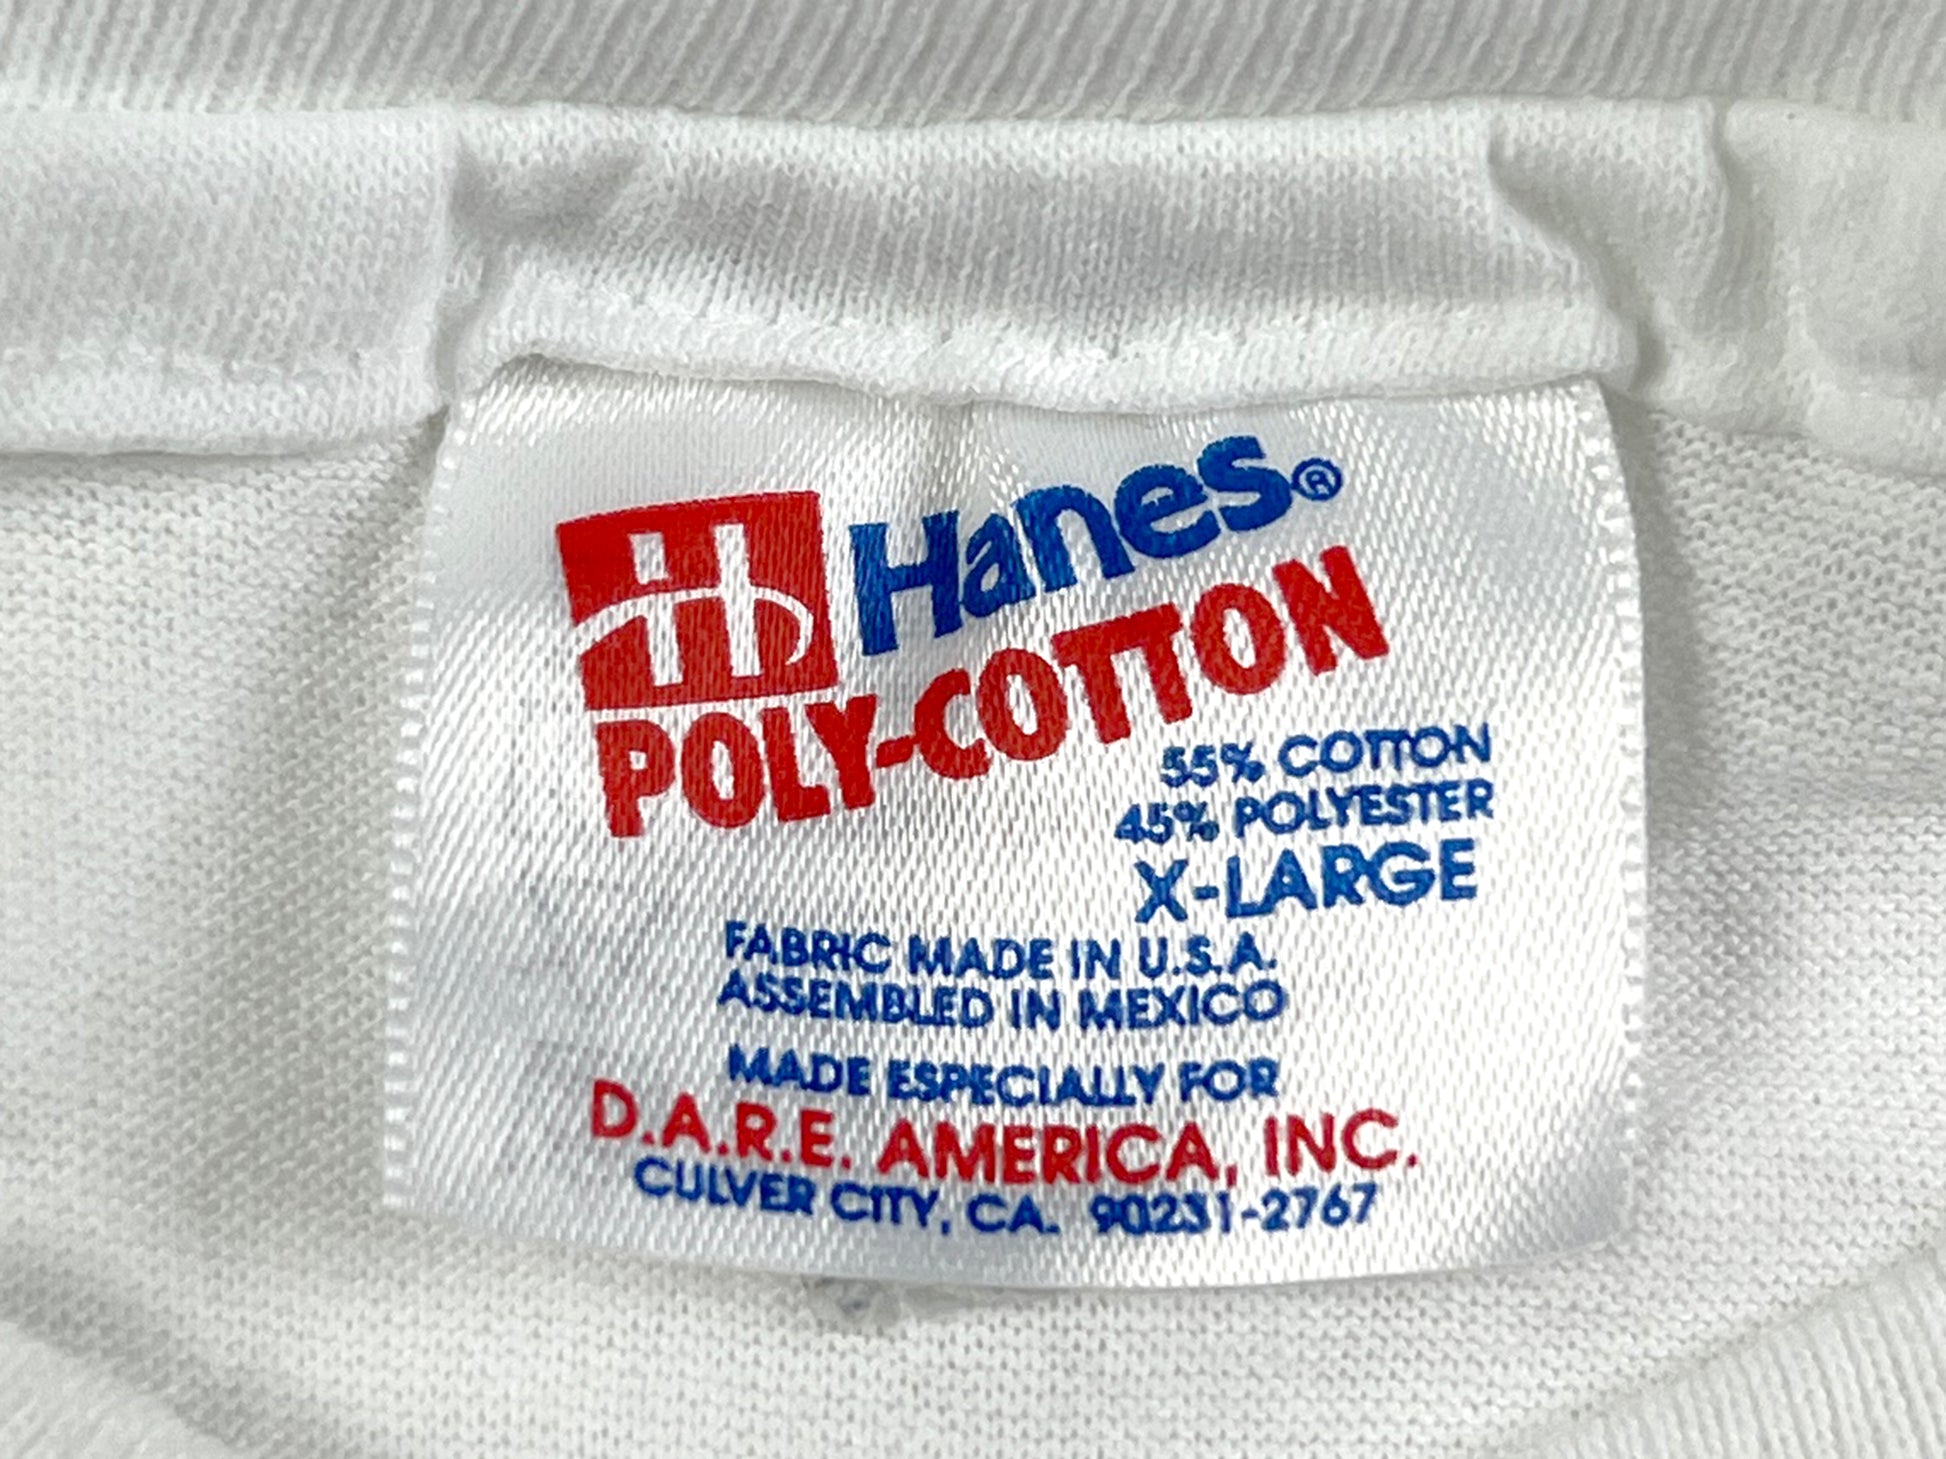 Hanes®
POLY-COTTON
55% COTTON
45% POLYESTER
X-LARGE
FABRIC MADE IN U.S.A.
ASSEMBLED IN MEXICO
MADE ESPECIALLY FOR
D.A.R.E. AMERICA, INC.
CULVER CITY, CA. 90231-2767